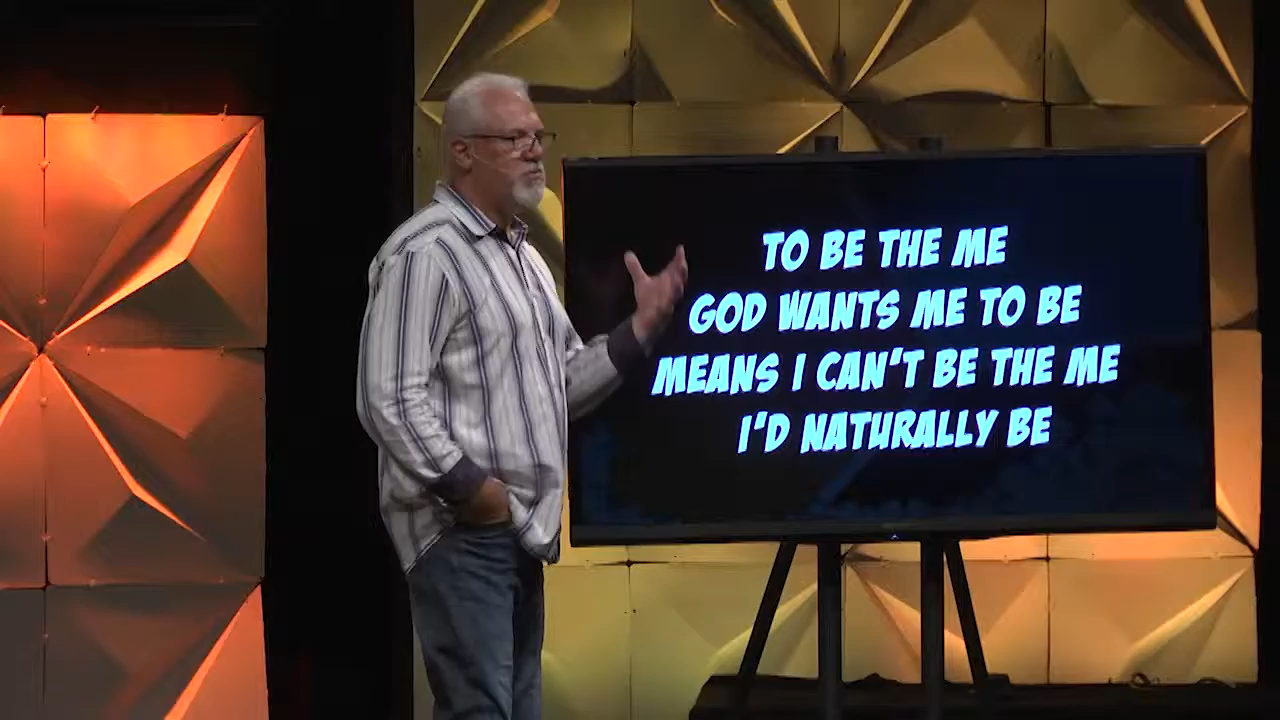 TO BE THE ME
GOD WANTS ME TO BE
MEANS I CAN'T BE THE ME
I'D NATURALLY BE